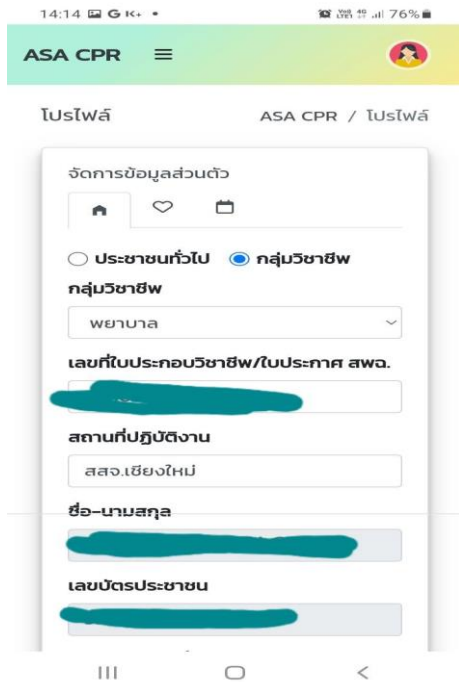 14:14 G K+ • 76%
ASA CPR
โปรไฟล์ ASA CPR / โปรไฟล์
จัดการข้อมูลส่วนตัว
ประชาชนทั่วไป กลุ่มวิชาชีพ
กลุ่มวิชาชีพ
พยาบาล
เลขที่ใบประกอบวิชาชีพ/ใบประกาศ สพฉ.
สถานที่ปฏิบัติงาน
สสจ.เชียงใหม่
ชื่อ-นามสกุล
เลขบัตรประชาชน